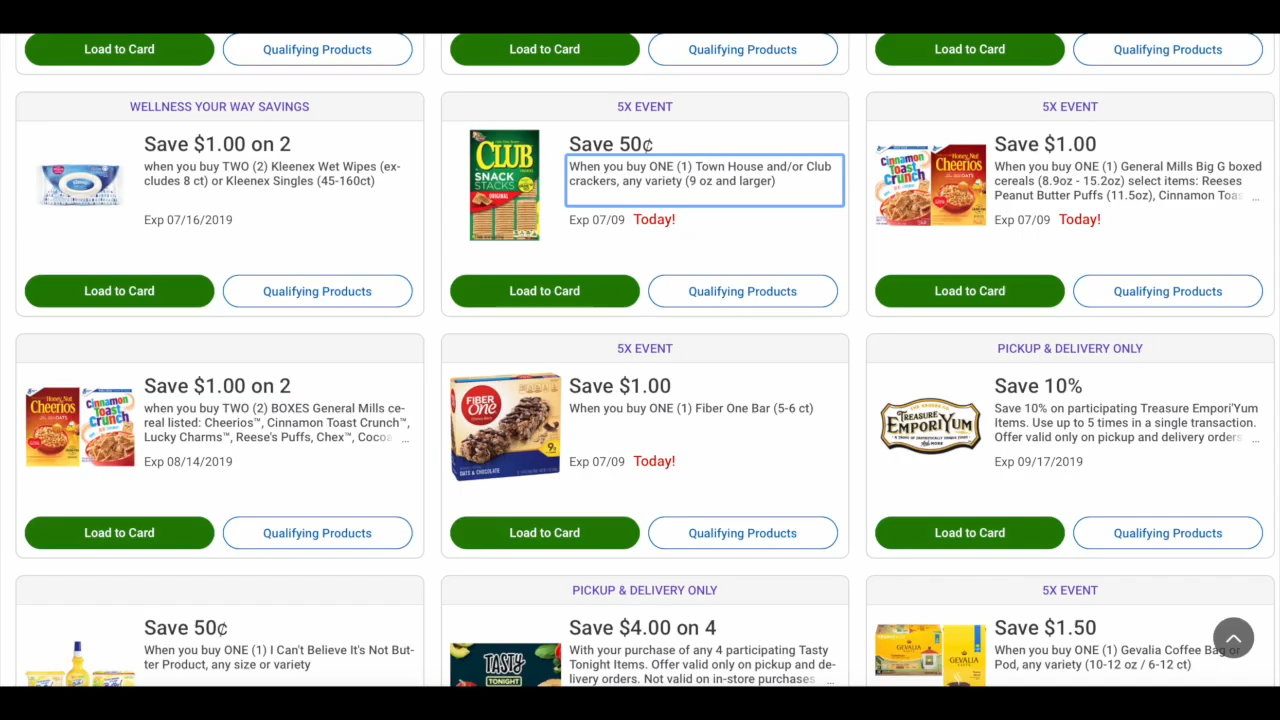 Load to Card
Qualifying Products
Load to Card
Qualifying Products
Load to Card
Qualifying Products
WELLNESS YOUR WAY SAVINGS
Save $1.00 on 2
when you buy TWO (2) Kleenex Wet Wipes (ex-
cludes 8 ct) or Kleenex Singles (45-160ct)
Exp 07/16/2019
Load to Card
Qualifying Products
5X EVENT
CLUB
SNACK
STACKS
ORIGINAL
Save 50¢
When you buy ONE (1) Town House and/or Club
crackers, any variety (9 oz and larger)
Exp 07/09 Today!
Load to Card
Qualifying Products
5X EVENT
Cinnamon
Toast
Crunch
Honey Nut
Cheerios
Save $1.00
When you buy ONE (1) General Mills Big G boxed
cereals (8.9oz - 15.2oz) select items: Reeses
Peanut Butter Puffs (11.5oz), Cinnamon Toas ...
Exp 07/09 Today!
Load to Card
Qualifying Products
Honey Nut
Cheerios
Cinnamon
Toast
Crunch
Save $1.00 on 2
when you buy TWO (2) BOXES General Mills ce-
real listed: Cheerios™, Cinnamon Toast Crunch™,
Lucky Charms™, Reese's Puffs, Chex™, Cocoa ...
Exp 08/14/2019
Load to Card
Qualifying Products
5X EVENT
FIBER
One
OATS & CHOCOLATE
Save $1.00
When you buy ONE (1) Fiber One Bar (5-6 ct)
Exp 07/09 Today!
Load to Card
Qualifying Products
PICKUP & DELIVERY ONLY
TREASURE
EMPORIYUM
Save 10%
Save 10% on participating Treasure Empori'Yum
Items. Use up to 5 times in a single transaction.
Offer valid only on pickup and delivery orders ...
Exp 09/17/2019
Load to Card
Qualifying Products
Save 50¢
When you buy ONE (1) I Can't Believe It's Not But-
ter Product, any size or variety
PICKUP & DELIVERY ONLY
TASTY
TONIGHT
Save $4.00 on 4
With your purchase of any 4 participating Tasty
Tonight Items. Offer valid only on pickup and de-
livery orders. Not valid on in-store purchases ...
5X EVENT
GEVALIA
GEVALIA
Save $1.50
When you buy ONE (1) Gevalia Coffee Bag or
Pod, any variety (10-12 oz / 6-12 ct)